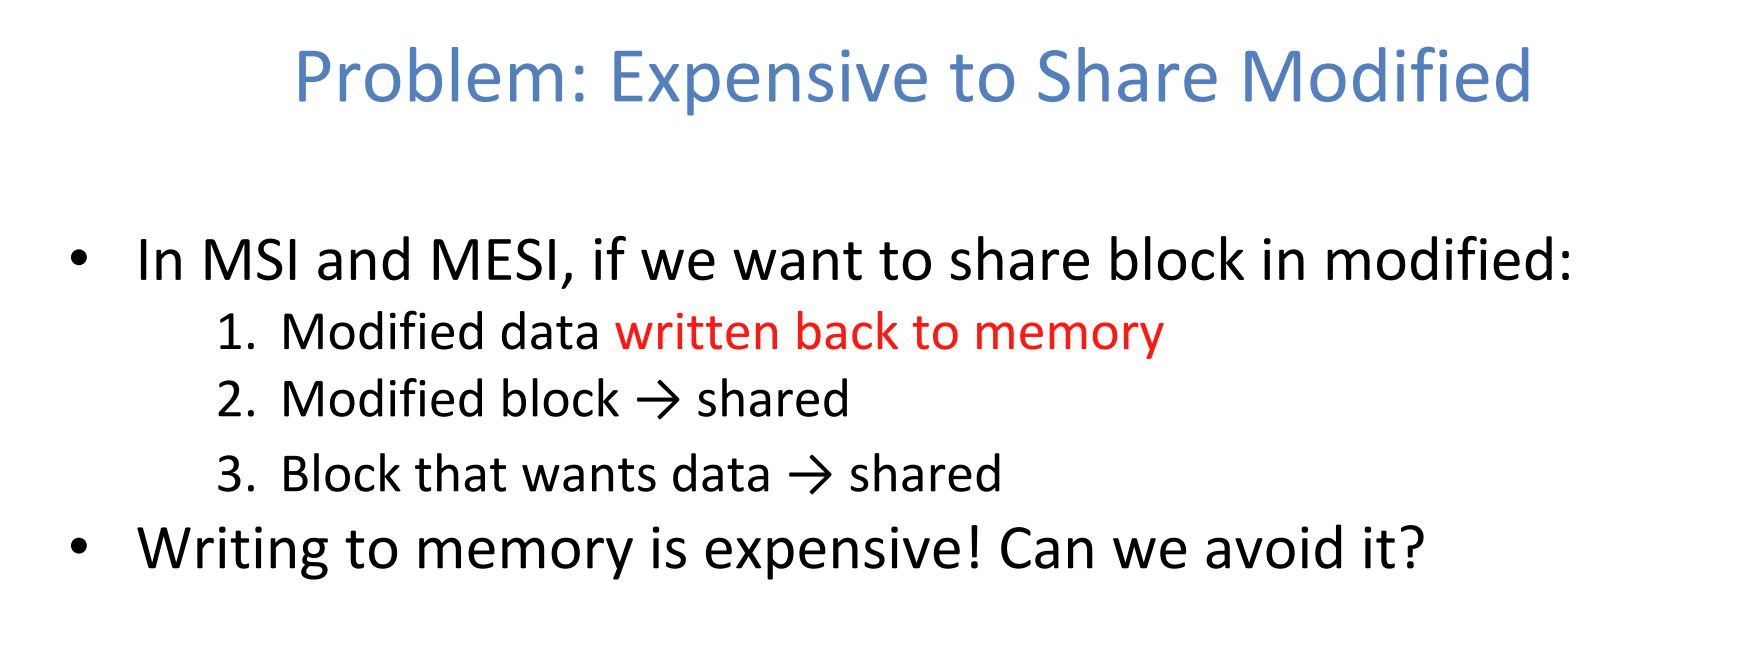 Problem: Expensive to Share Modified
• In MSI and MESI, if we want to share block in modified:
1. Modified data written back to memory
2. Modified block → shared
3. Block that wants data → shared
• Writing to memory is expensive! Can we avoid it?